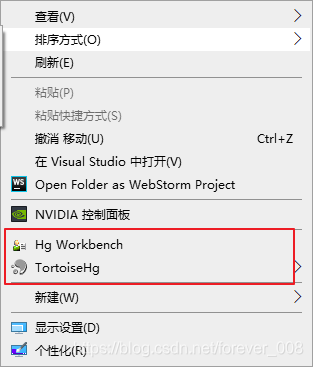 查看(V)
排序方式(O)
刷新(E)
粘贴(P)
粘贴快捷方式(S)
撤消 移动(U) Ctrl+Z
在 Visual Studio 中打开(V)
WS Open Folder as WebStorm Project
NVIDIA 控制面板
Hg Workbench
TortoiseHg
新建(W)
显示设置(D)
个性化(R)
https://blog.csdn.net/forever_008